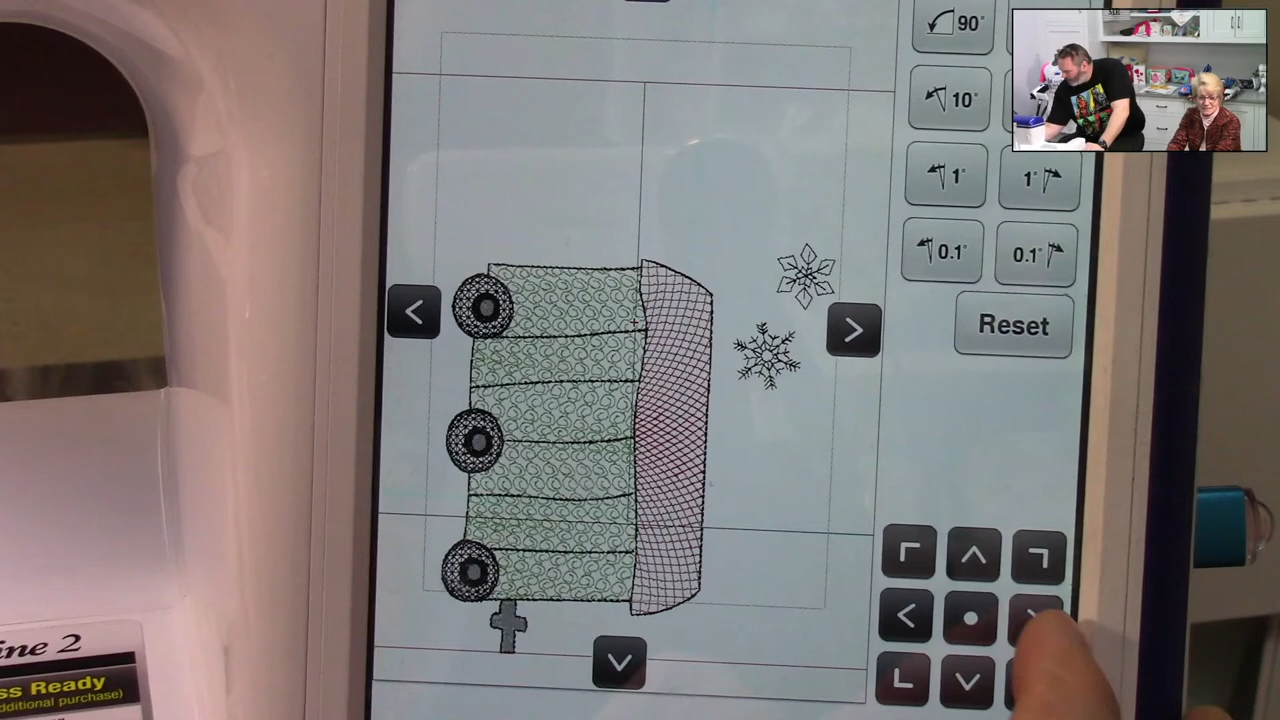 90°
10°
1°
1°
0.1°
0.1°
Reset
ine 2
ss Ready
additional purchase)